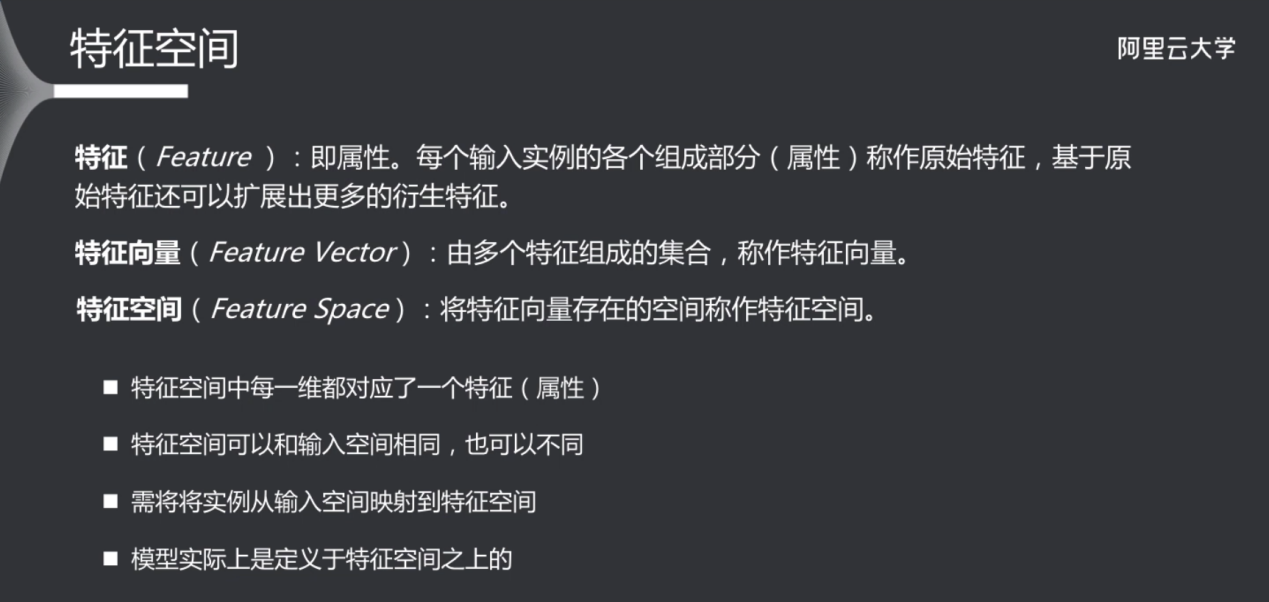 特征空间
阿里云大学
特征（Feature ）：即属性。每个输入实例的各个组成部分（属性）称作原始特征，基于原
始特征还可以扩展出更多的衍生特征。
特征向量（Feature Vector）：由多个特征组成的集合，称作特征向量。
特征空间（Feature Space）：将特征向量存在的空间称作特征空间。
■ 特征空间中每一维都对应了一个特征（属性）
■ 特征空间可以和输入空间相同，也可以不同
■ 需将将实例从输入空间映射到特征空间
■ 模型实际上是定义于特征空间之上的